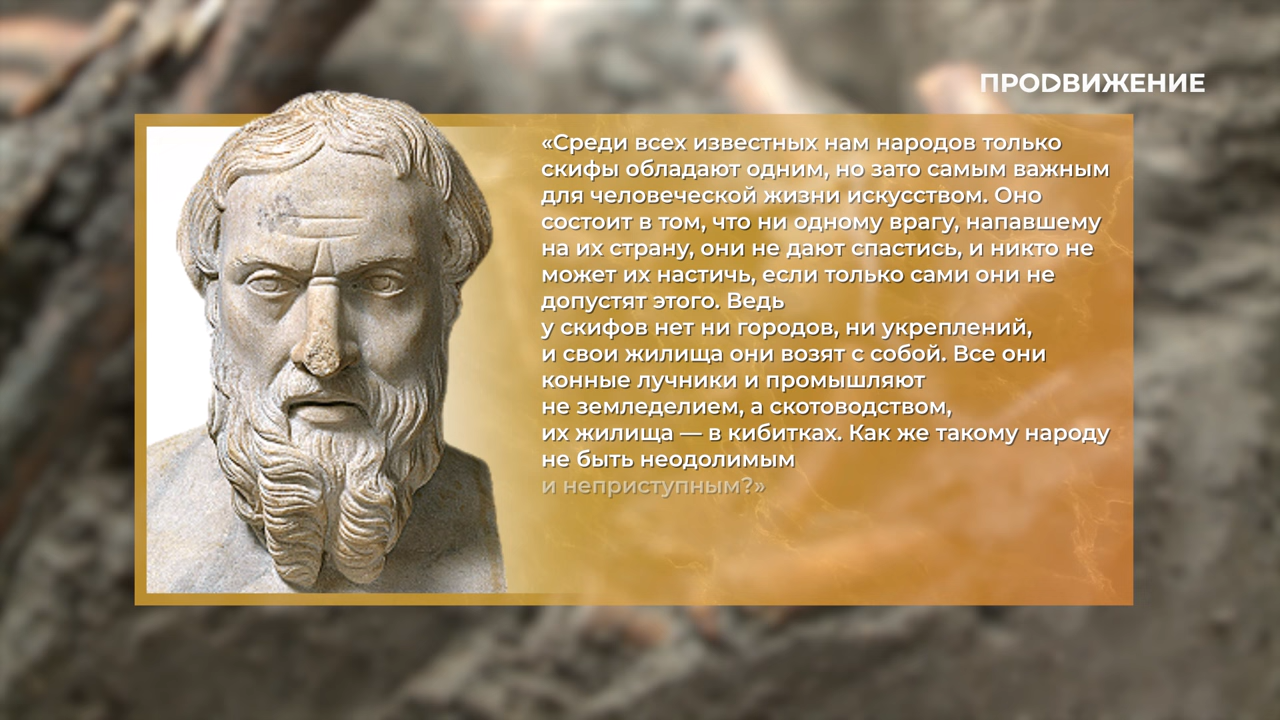 ПРОDВИЖЕНИЕ
«Среди всех известных нам народов только
скифы обладают одним, но зато самым важным
для человеческой жизни искусством. Оно
состоит в том, что ни одному врагу, напавшему
на их страну, они не дают спастись, и никто не
может их настичь, если только сами они не
допустят этого. Ведь
у скифов нет ни городов, ни укреплений,
и свои жилища они возят с собой. Все они
конные лучники и промышляют
не земледелием, а скотоводством,
их жилища — в кибитках. Как же такому народу
не быть неодолимым
и неприступным?»